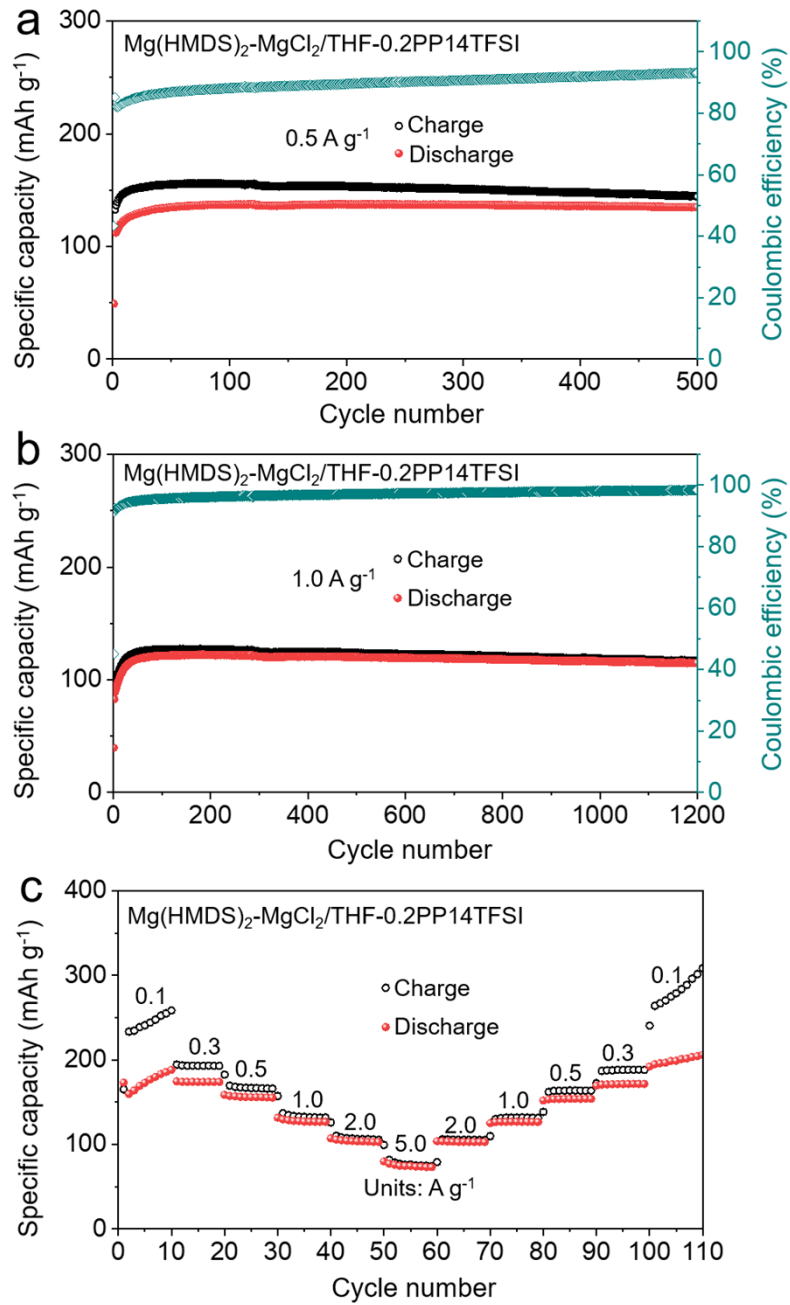 a
Mg(HMDS)₂-MgCl₂/THF-0.2PP14TFSI
0.5 A g⁻¹
Charge
Discharge
Specific capacity (mAh g⁻¹)
300
200
100
0
Coulombic efficiency (%)
100
80
60
40
20
0
0 100 200 300 400 500
Cycle number
b
Mg(HMDS)₂-MgCl₂/THF-0.2PP14TFSI
1.0 A g⁻¹
Charge
Discharge
Specific capacity (mAh g⁻¹)
300
200
100
0
Coulombic efficiency (%)
100
80
60
40
20
0
0 200 400 600 800 1000 1200
Cycle number
c
Mg(HMDS)₂-MgCl₂/THF-0.2PP14TFSI
Charge
Discharge
Specific capacity (mAh g⁻¹)
400
300
200
100
0
0.1 0.3 0.5 1.0 2.0 5.0 2.0 1.0 0.5 0.3 0.1
Units: A g⁻¹
0 10 20 30 40 50 60 70 80 90 100 110
Cycle number